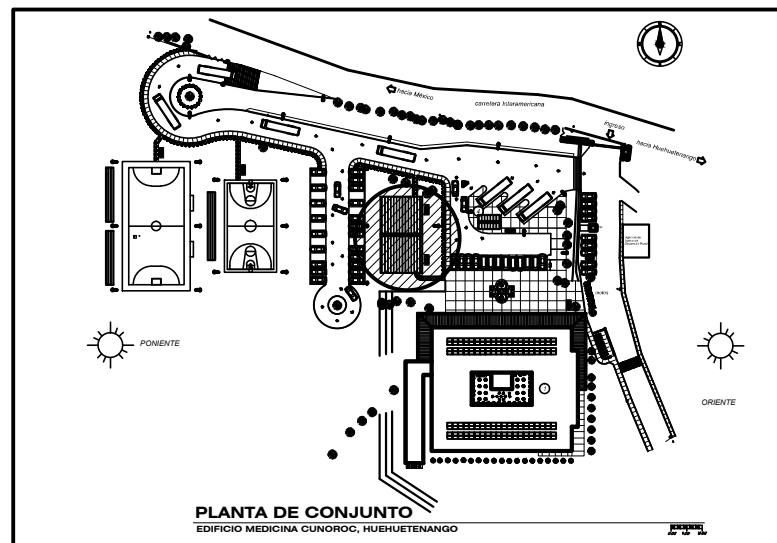 hacia México
carretera Interamericana
Ingreso
hacia Huehuetenango
PONIENTE
ORIENTE
PLANTA DE CONJUNTO
EDIFICIO MEDICINA CUNOROC, HUEHUETENANGO